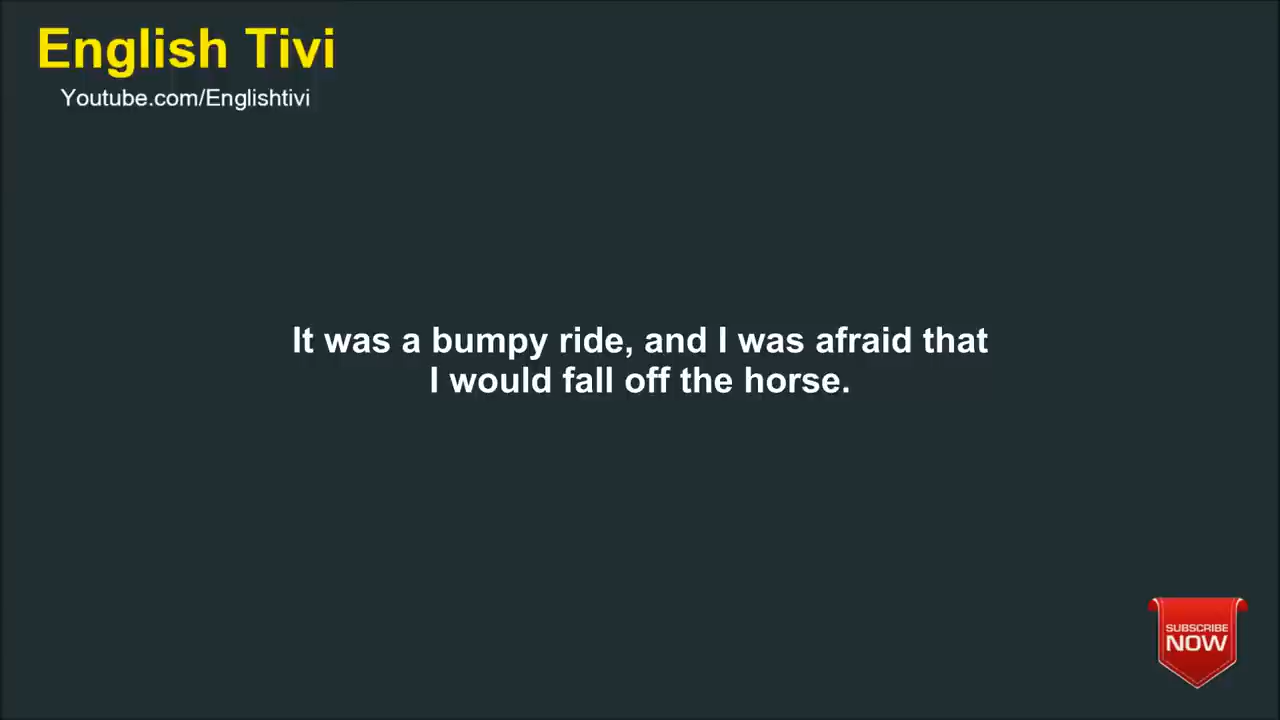 English Tivi
Youtube.com/Englishtivi
It was a bumpy ride, and I was afraid that
I would fall off the horse.
SUBSCRIBE
NOW